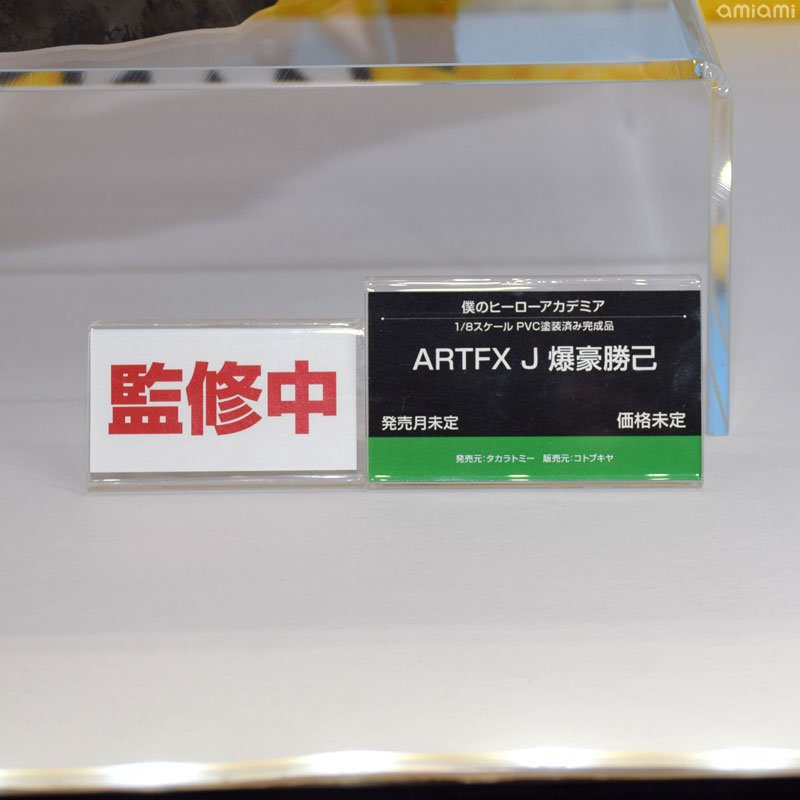 amiami
監修中
僕のヒーローアカデミア
1/8スケール PVC塗装済み完成品
ARTFX J 爆豪勝己
発売月未定 価格未定
発売元:タカラトミー 販売元:コトブキヤ